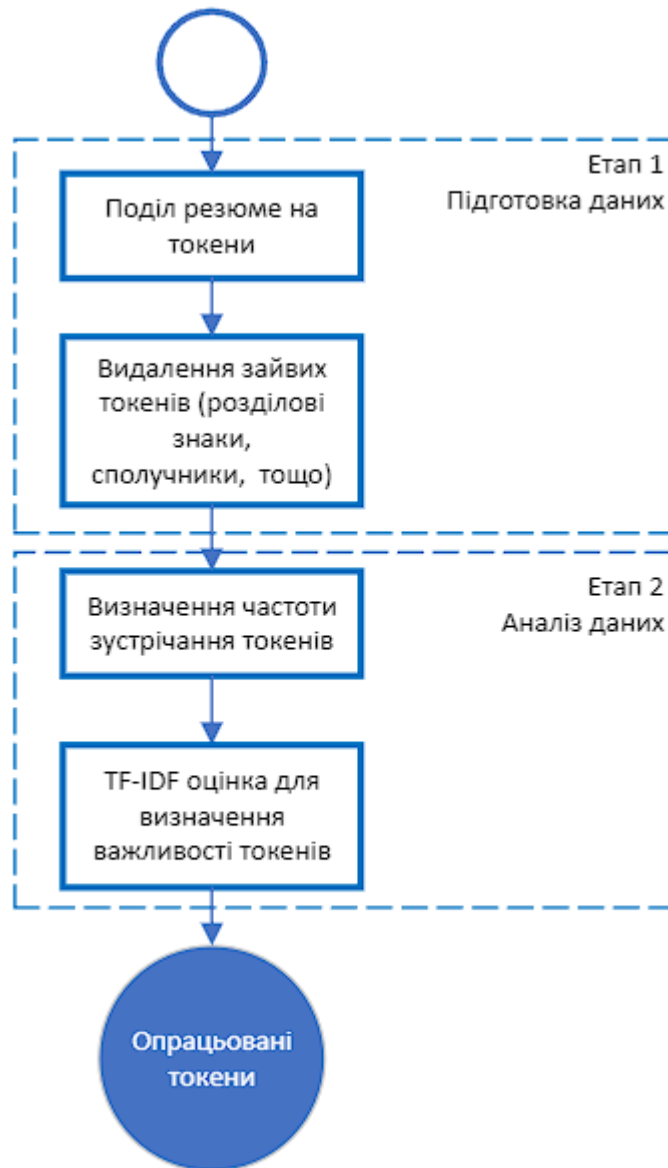 Етап 1
Підготовка даних
Поділ резюме на
токени
Видалення зайвих
токенів (розділові
знаки,
сполучники, тощо)
Етап 2
Аналіз даних
Визначення частоти
зустрічання токенів
TF-IDF оцінка для
визначення
важливості токенів
Опрацьовані
токени